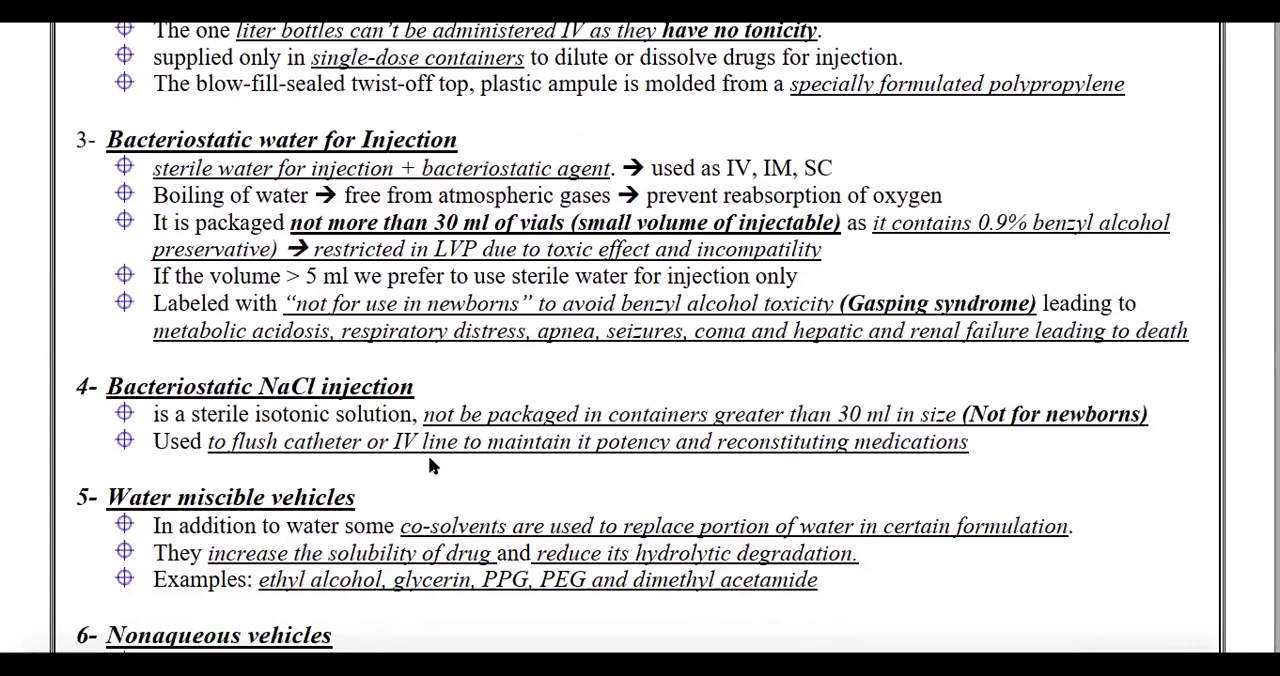 The one liter bottles can't be administered IV as they have no tonicity.
supplied only in single-dose containers to dilute or dissolve drugs for injection.
The blow-fill-sealed twist-off top, plastic ampule is molded from a specially formulated polypropylene
3- Bacteriostatic water for Injection
sterile water for injection + bacteriostatic agent. ➔ used as IV, IM, SC
Boiling of water ➔ free from atmospheric gases ➔ prevent reabsorption of oxygen
It is packaged not more than 30 ml of vials (small volume of injectable) as it contains 0.9% benzyl alcohol
preservative) ➔ restricted in LVP due to toxic effect and incompatility
If the volume > 5 ml we prefer to use sterile water for injection only
Labeled with “not for use in newborns” to avoid benzyl alcohol toxicity (Gasping syndrome) leading to
metabolic acidosis, respiratory distress, apnea, seizures, coma and hepatic and renal failure leading to death
4- Bacteriostatic NaCl injection
is a sterile isotonic solution, not be packaged in containers greater than 30 ml in size (Not for newborns)
Used to flush catheter or IV line to maintain it potency and reconstituting medications
5- Water miscible vehicles
In addition to water some co-solvents are used to replace portion of water in certain formulation.
They increase the solubility of drug and reduce its hydrolytic degradation.
Examples: ethyl alcohol, glycerin, PPG, PEG and dimethyl acetamide
6- Nonaqueous vehicles